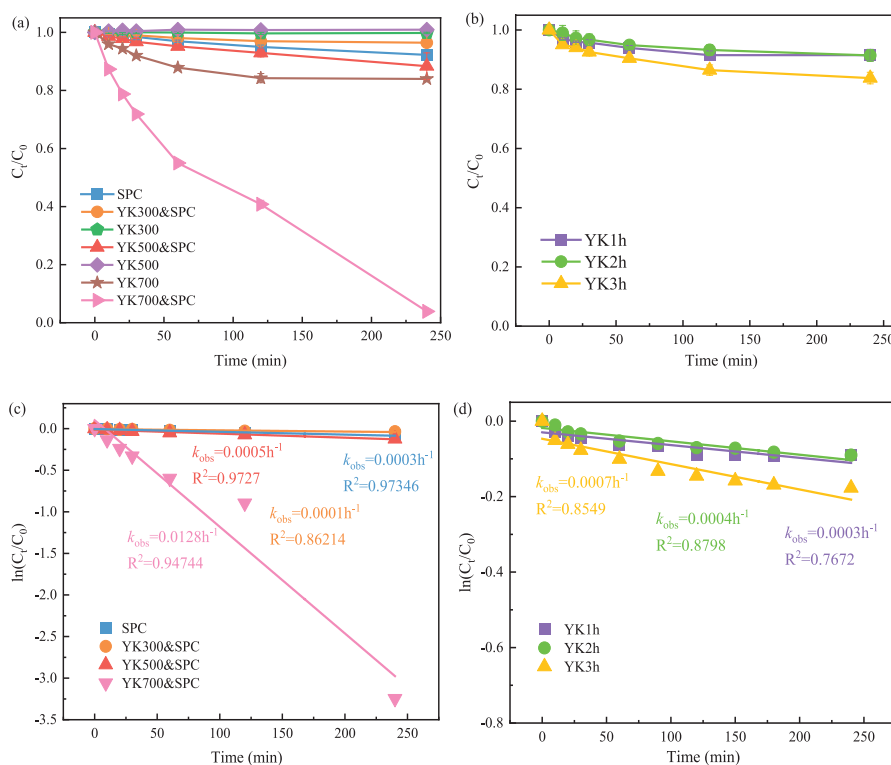 (a)
1.0
0.8
0.6
0.4
1.0
0.0
C_t/C_0
SPC
YK300&SPC
YK300
YK500&SPC
YK500
YK700
YK700&SPC
0 50 100 150 200 250
Time (min)
(b)
1.0
0.8
0.6
0.4
0.2
0.0
C_t/C_0
YK1h
YK2h
YK3h
0 50 100 150 200 250
Time (min)
(c)
0.0
-0.5
-1.0
-1.5
-2.0
-2.5
-3.0
-3.5
ln(C_t/C_0)
k_obs=0.0005h^-1
R^2=0.9727
k_obs=0.0003h^-1
R^2=0.97346
k_obs=0.0001h^-1
R^2=0.86214
k_obs=0.0128h^-1
R^2=0.94744
SPC
YK300&SPC
YK500&SPC
YK700&SPC
0 50 100 150 200 250
Time (min)
(d)
0.0
-0.2
-0.4
-0.6
-0.8
ln(C_t/C_0)
k_obs=0.0007h^-1
R^2=0.8549
k_obs=0.0004h^-1
R^2=0.8798
k_obs=0.0003h^-1
R^2=0.7672
YK1h
YK2h
YK3h
0 50 100 150 200 250
Time (min)